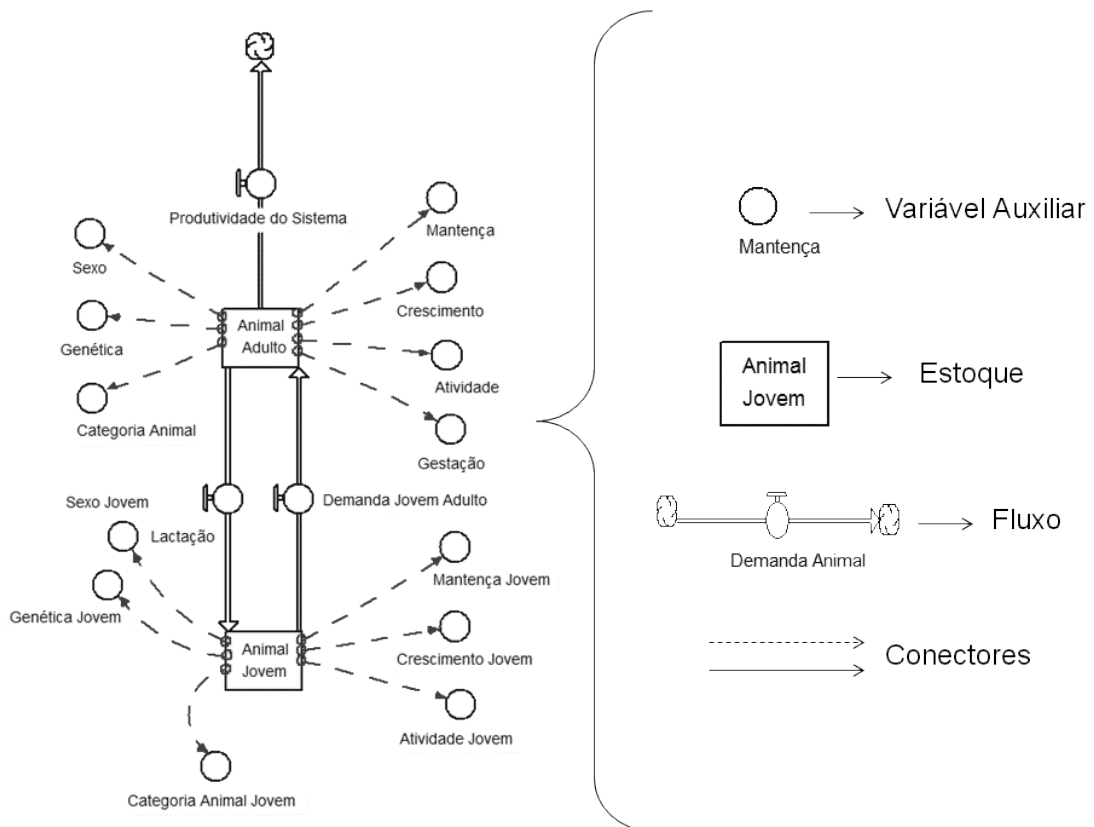 Produtividade do Sistema
Mantença
Sexo
Crescimento
Genética
Animal
Adulto
Atividade
Categoria Animal
Gestação
Sexo Jovem
Demanda Jovem Adulto
Lactação
Mantença Jovem
Genética Jovem
Animal
Jovem
Crescimento Jovem
Atividade Jovem
Categoria Animal Jovem
Variável Auxiliar
Mantença
Animal
Jovem
Estoque
Fluxo
Demanda Animal
Conectores